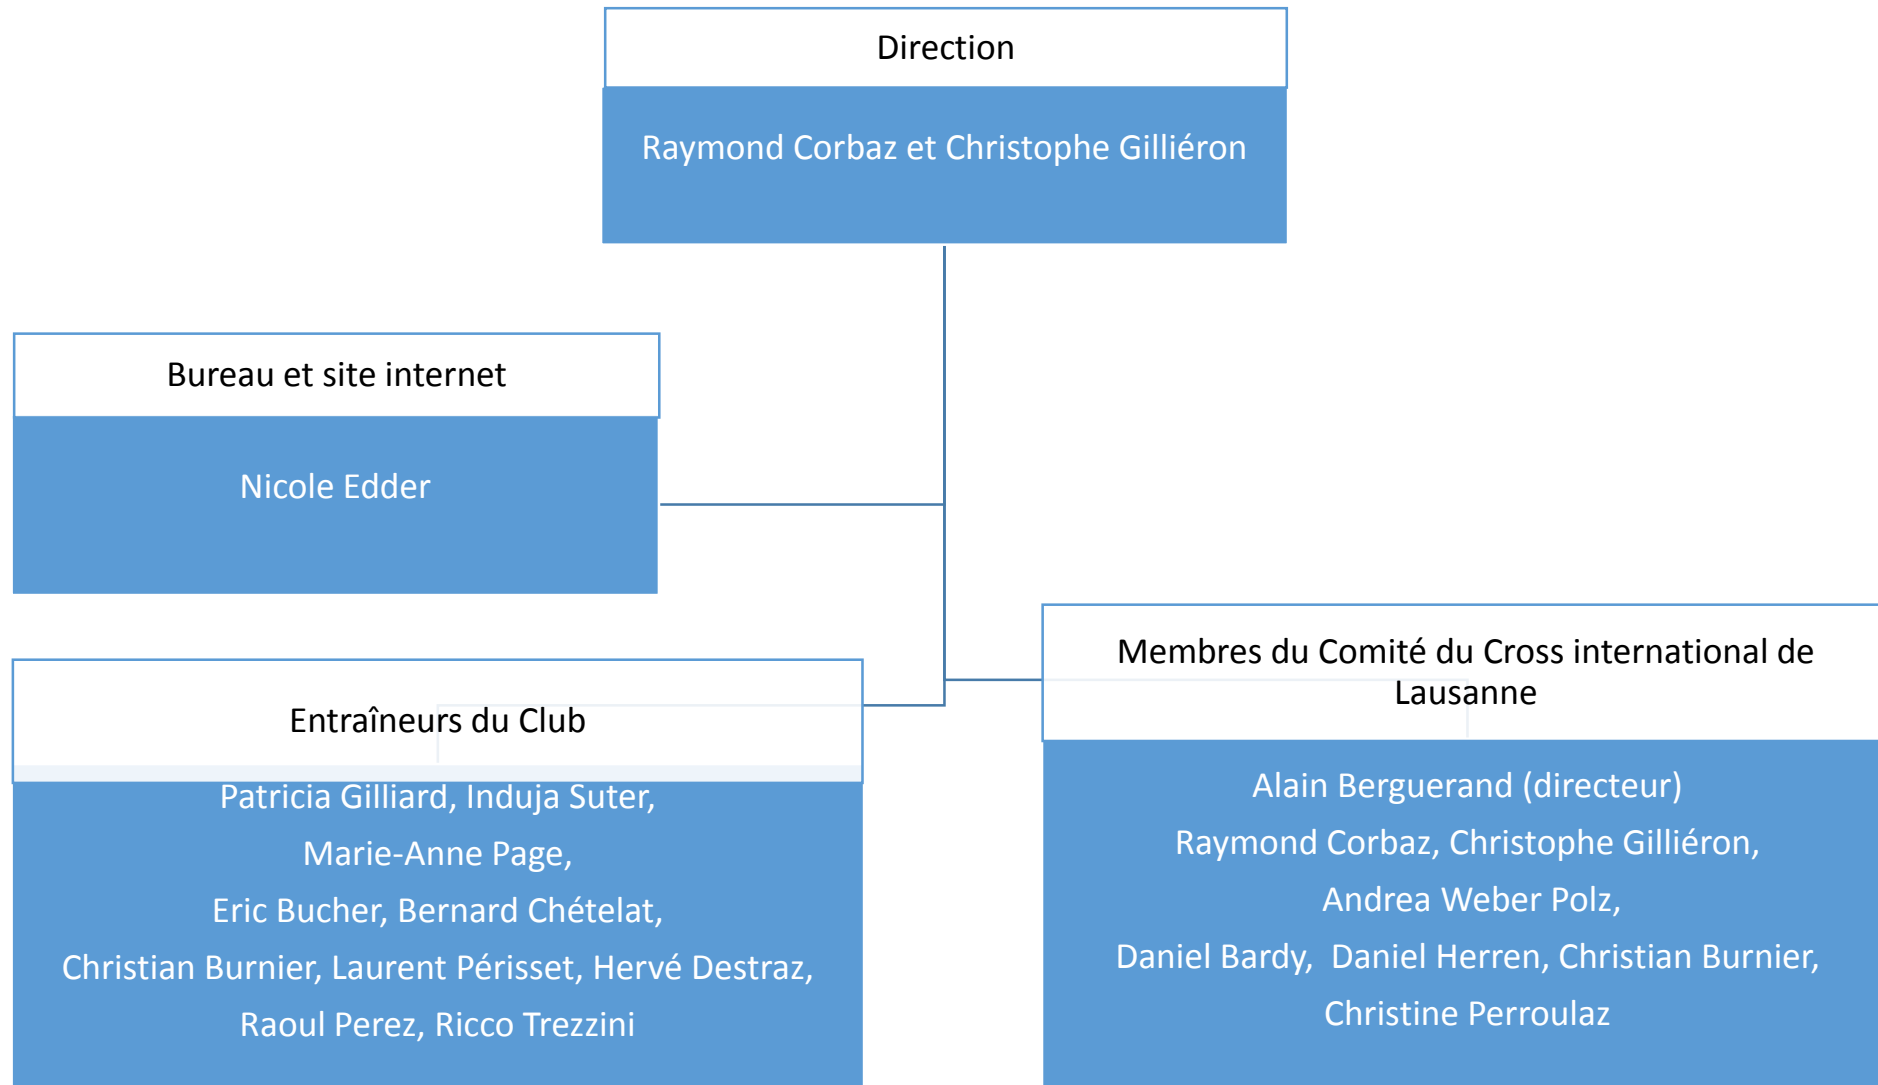 Direction
Raymond Corbaz et Christophe Gilliéron
Bureau et site internet
Nicole Edder
Entraîneurs du Club
Patricia Gilliard, Induja Suter,
Marie-Anne Page,
Eric Bucher, Bernard Chételat,
Christian Burnier, Laurent Périsset, Hervé Destraz,
Raoul Perez, Ricco Trezzini
Membres du Comité du Cross international de
Lausanne
Alain Berguerand (directeur)
Raymond Corbaz, Christophe Gilliéron,
Andrea Weber Polz,
Daniel Bardy,  Daniel Herren, Christian Burnier,
Christine Perroulaz